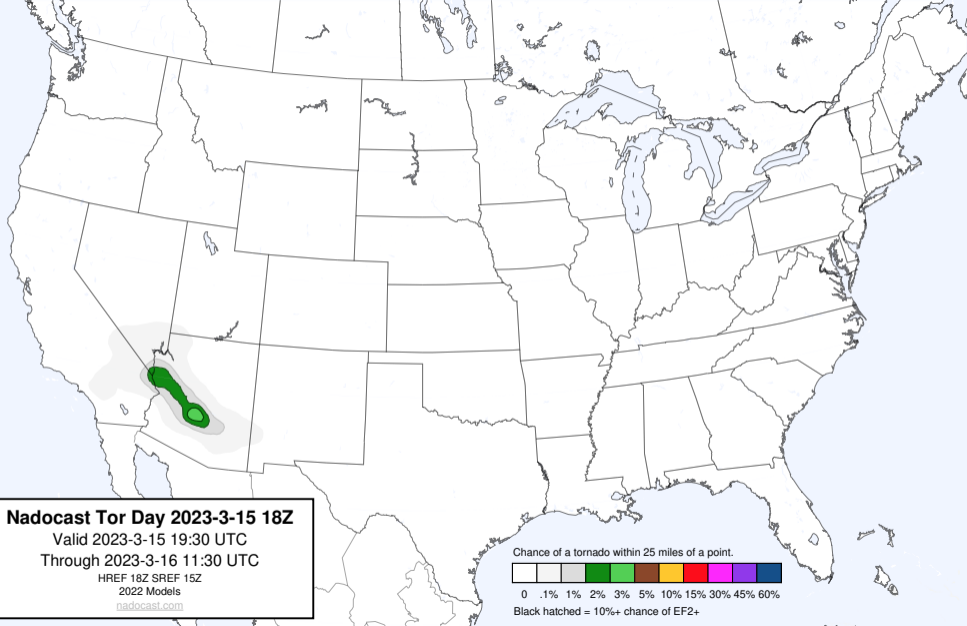 Nadocast Tor Day 2023-3-15 18Z
Valid 2023-3-15 19:30 UTC
Through 2023-3-16 11:30 UTC
HREF 18Z SREF 15Z
2022 Models
nadocast.com
Chance of a tornado within 25 miles of a point.
0 .1% 1% 2% 3% 5% 10% 15% 30% 45% 60%
Black hatched = 10%+ chance of EF2+